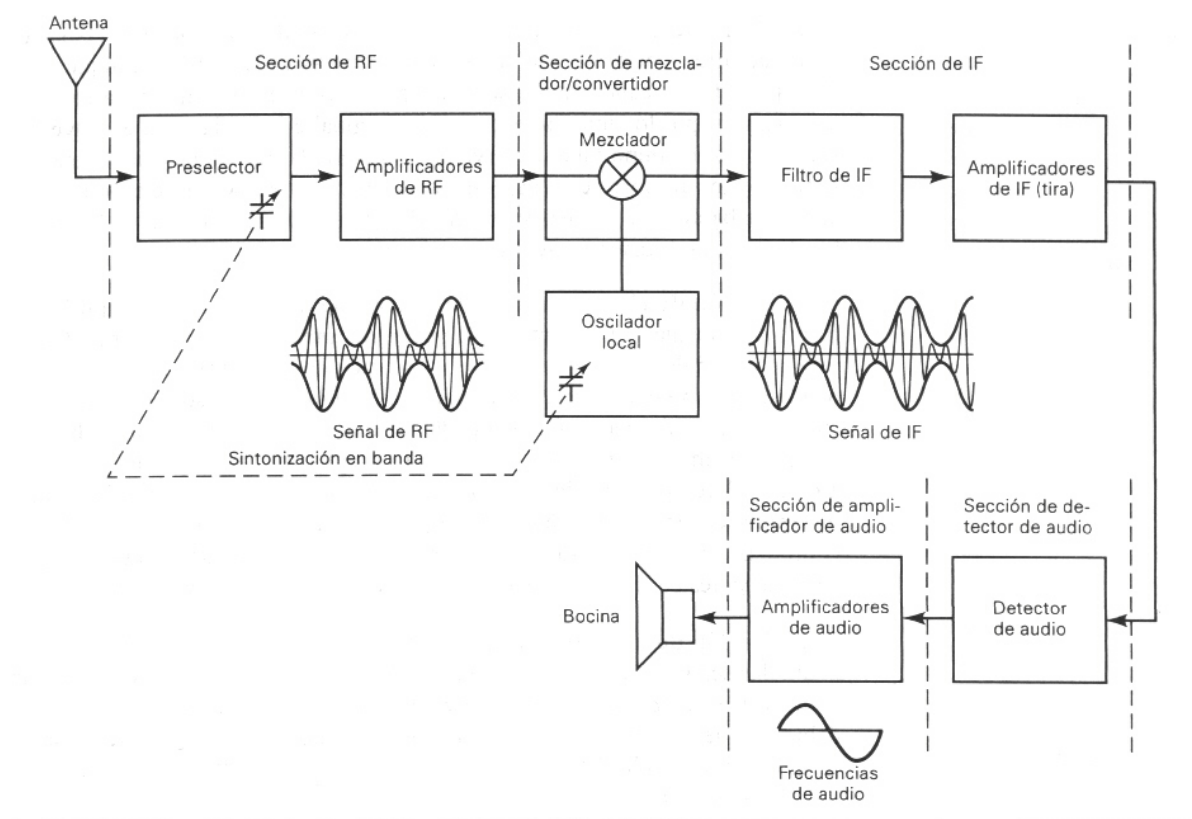 Antena
Sección de RF
Sección de mezcla-
dor/convertidor
Sección de IF
Preselector
Amplificadores
de RF
Mezclador
Filtro de IF
Amplificadores
de IF (tira)
Oscilador
local
Señal de RF
Señal de IF
Sintonización en banda
Sección de ampli-
ficador de audio
Sección de de-
tector de audio
Bocina
Amplificadores
de audio
Detector
de audio
Frecuencias
de audio